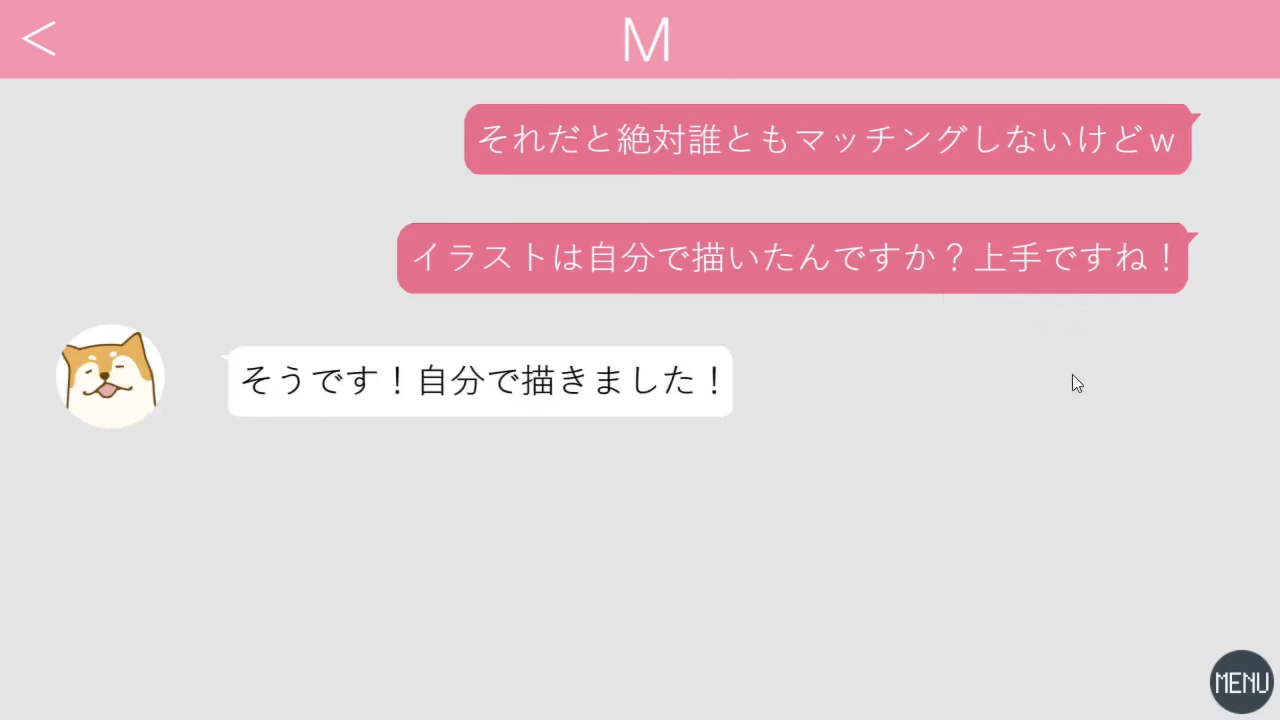 M
それだと絶対誰ともマッチングしないけどｗ
イラストは自分で描いたんですか？上手ですね！
そうです！自分で描きました！
MENU